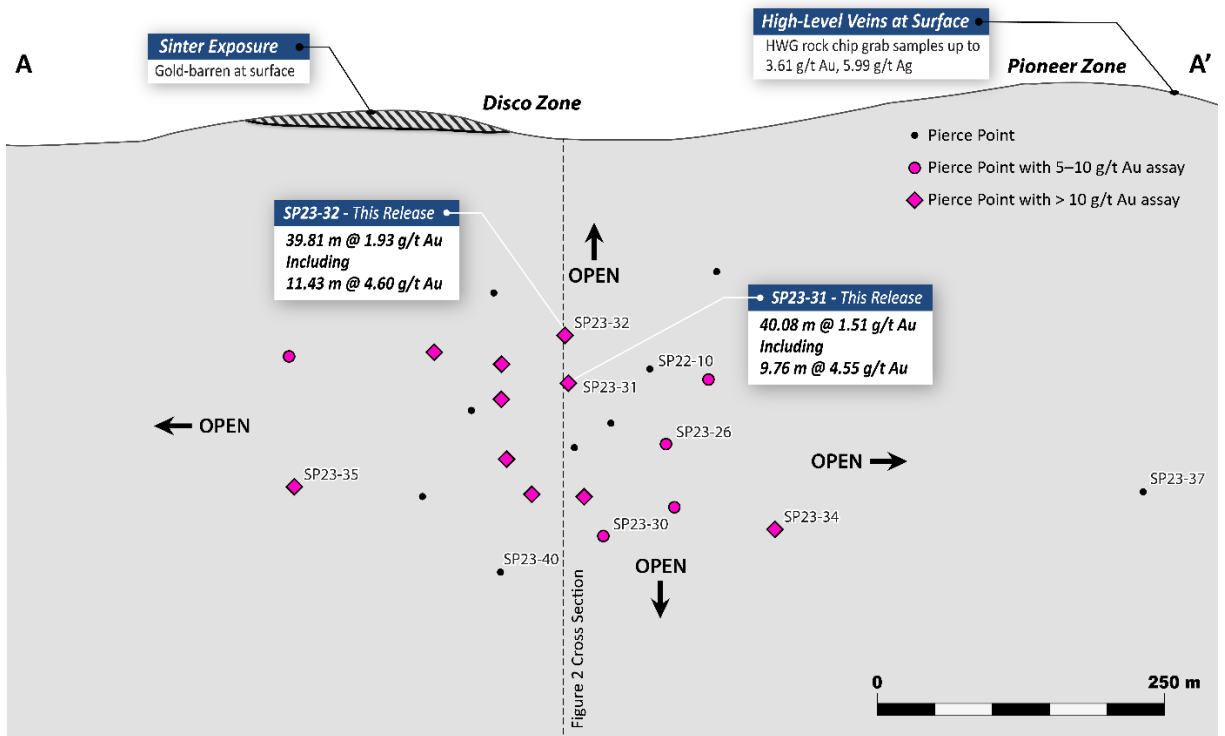 A
Sinter Exposure
Gold-barren at surface
Disco Zone
High-Level Veins at Surface
HWG rock chip grab samples up to
3.61 g/t Au, 5.99 g/t Ag
Pioneer Zone
A'
Pierce Point
Pierce Point with 5–10 g/t Au assay
Pierce Point with > 10 g/t Au assay
SP23-32 - This Release
39.81 m @ 1.93 g/t Au
Including
11.43 m @ 4.60 g/t Au
OPEN
SP23-31 - This Release
40.08 m @ 1.51 g/t Au
Including
9.76 m @ 4.55 g/t Au
SP23-32
SP22-10
SP23-31
OPEN
SP23-26
OPEN
SP23-35
SP23-37
SP23-30
SP23-34
SP23-40
OPEN
Figure 2 Cross Section
0
250 m